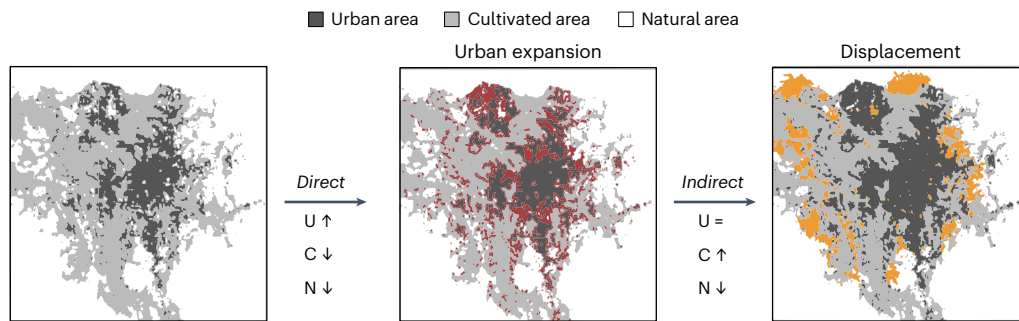 Urban area Cultivated area Natural area
Urban expansion
Displacement
Direct
U ↑
C ↓
N ↓
Indirect
U =
C ↑
N ↓